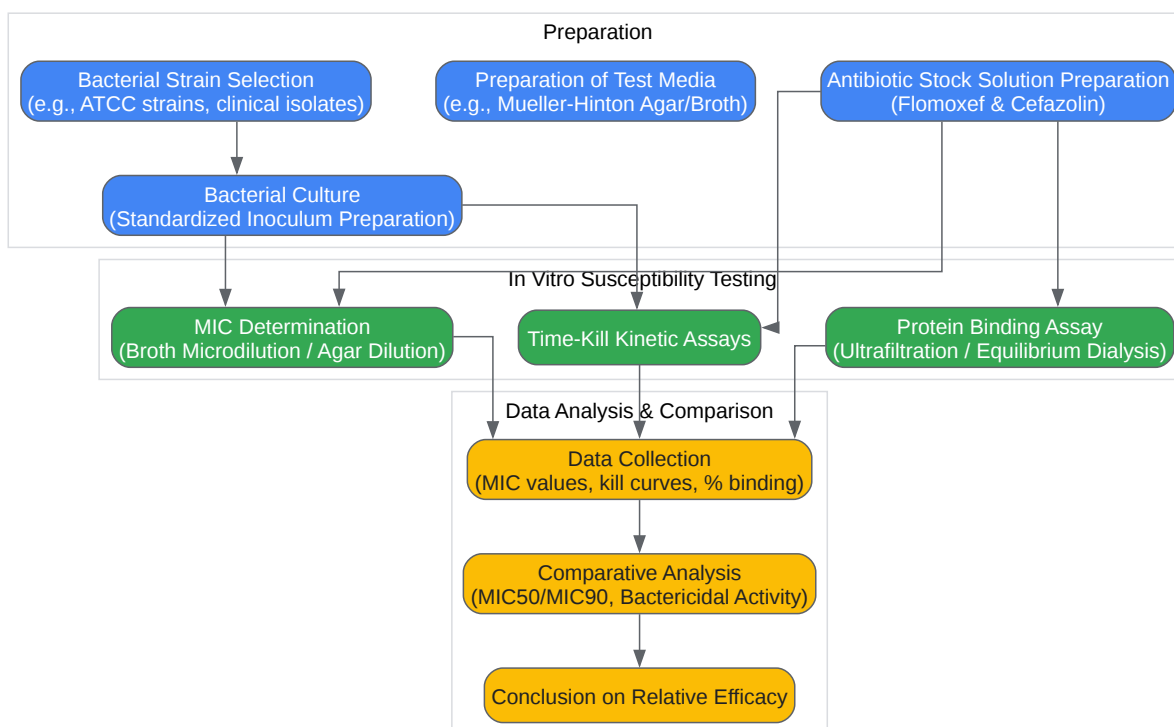 Preparation
Bacterial Strain Selection
(e.g., ATCC strains, clinical isolates)
Preparation of Test Media
(e.g., Mueller-Hinton Agar/Broth)
Antibiotic Stock Solution Preparation
(Flomoxef & Cefazolin)
Bacterial Culture
(Standardized Inoculum Preparation)
In Vitro Susceptibility Testing
MIC Determination
(Broth Microdilution / Agar Dilution)
Time-Kill Kinetic Assays
Protein Binding Assay
(Ultrafiltration / Equilibrium Dialysis)
Data Analysis & Comparison
Data Collection
(MIC values, kill curves, % binding)
Comparative Analysis
(MIC50/MIC90, Bactericidal Activity)
Conclusion on Relative Efficacy